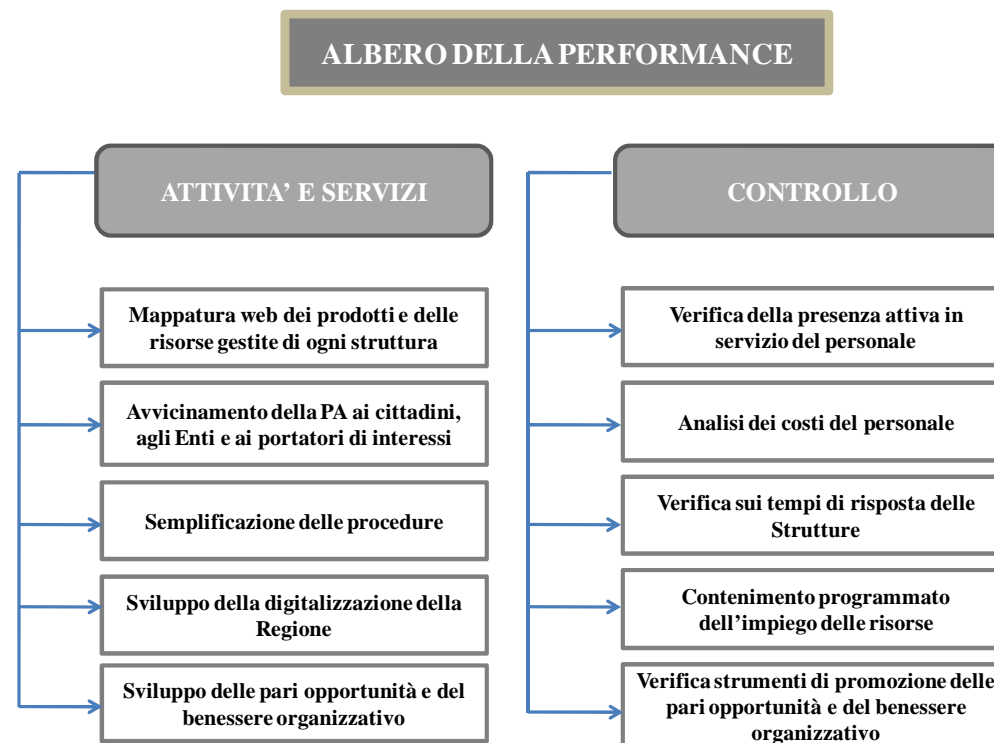 ALBERO DELLA PERFORMANCE
ATTIVITA’ E SERVIZI
Mappatura web dei prodotti e delle
risorse gestite di ogni struttura
Avvicinamento della PA ai cittadini,
agli Enti e ai portatori di interessi
Semplificazione delle procedure
Sviluppo della digitalizzazione della
Regione
Sviluppo delle pari opportunità e del
benessere organizzativo
CONTROLLO
Verifica della presenza attiva in
servizio del personale
Analisi dei costi del personale
Verifica sui tempi di risposta delle
Strutture
Contenimento programmato
dell’impiego delle risorse
Verifica strumenti di promozione delle
pari opportunità e del benessere
organizzativo